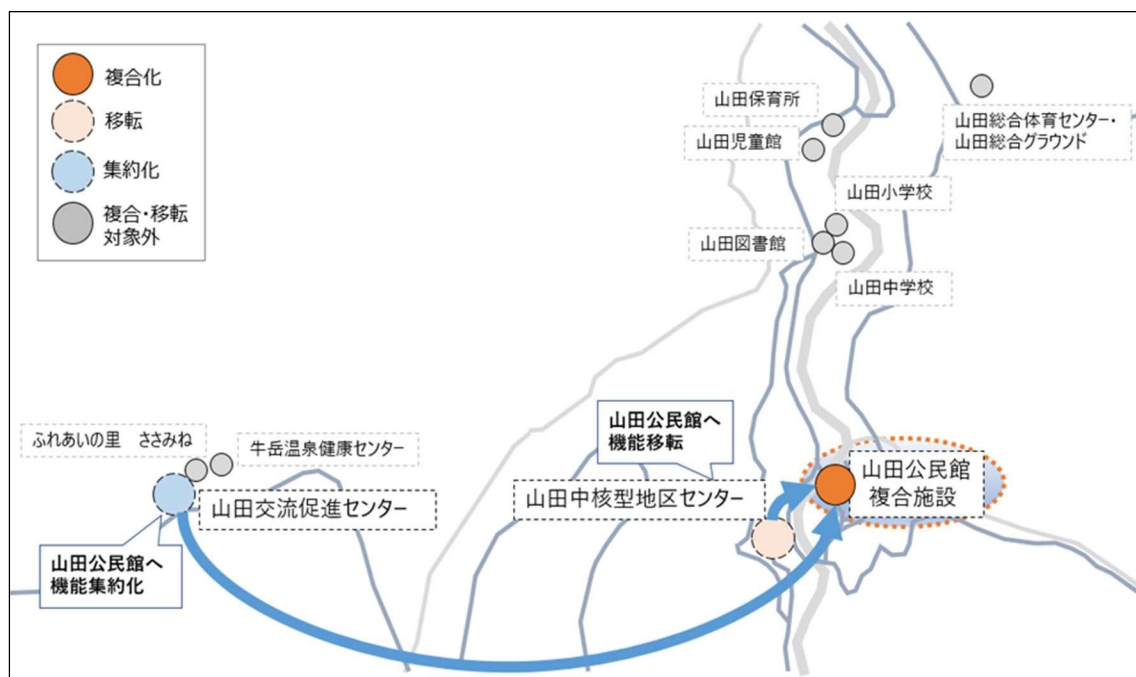 複合化
移転
集約化
複合・移転
対象外
山田保育所
山田児童館
山田総合体育センター・
山田総合グラウンド
山田小学校
山田図書館
山田中学校
山田公民館へ
機能移転
ふれあいの里　ささみね
牛岳温泉健康センター
山田交流促進センター
山田中核型地区センター
山田公民館
複合施設
山田公民館へ
機能集約化